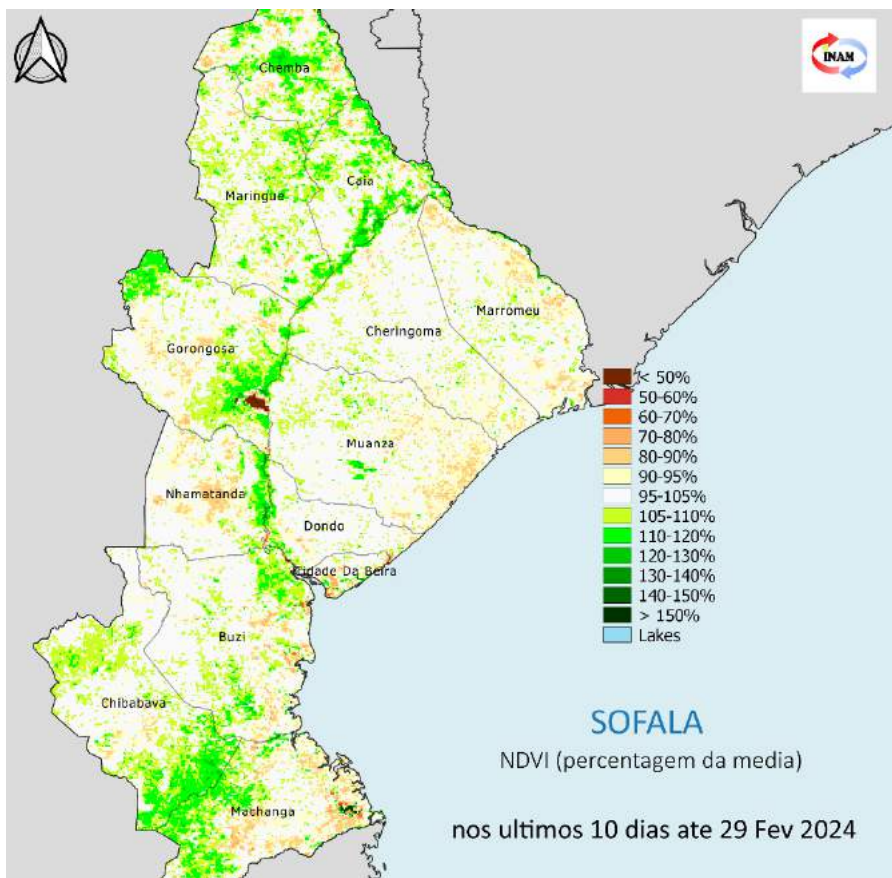 INAM
Chemba
Caia
Maringue
Marromeu
Cheringoma
Gorongosa
< 50%
50-60%
60-70%
70-80%
80-90%
90-95%
95-105%
105-110%
110-120%
120-130%
130-140%
140-150%
> 150%
Lakes
Muanza
Nhamatanda
Dondo
Cidade Da Beira
Buzi
Chibabava
Machanga
SOFALA
NDVI (percentagem da media)
nos ultimos 10 dias ate 29 Fev 2024